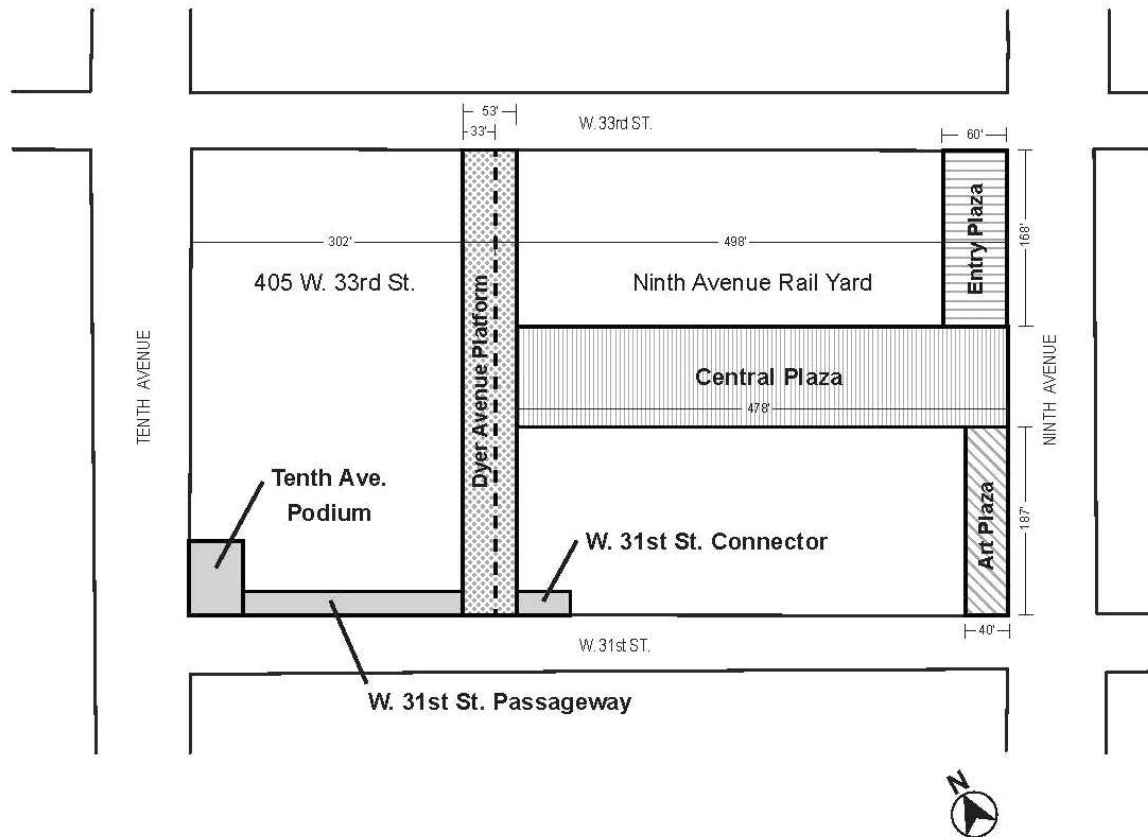 53'
33'
W. 33rd ST.
60'
302'
498'
168'
405 W. 33rd St.
Ninth Avenue Rail Yard
Entry Plaza
Dyer Avenue Platform
TENTH AVENUE
NINTH AVENUE
Central Plaza
478'
Tenth Ave.
Podium
W. 31st St. Connector
Art Plaza
187'
40'
W. 31st ST.
W. 31st St. Passageway
N